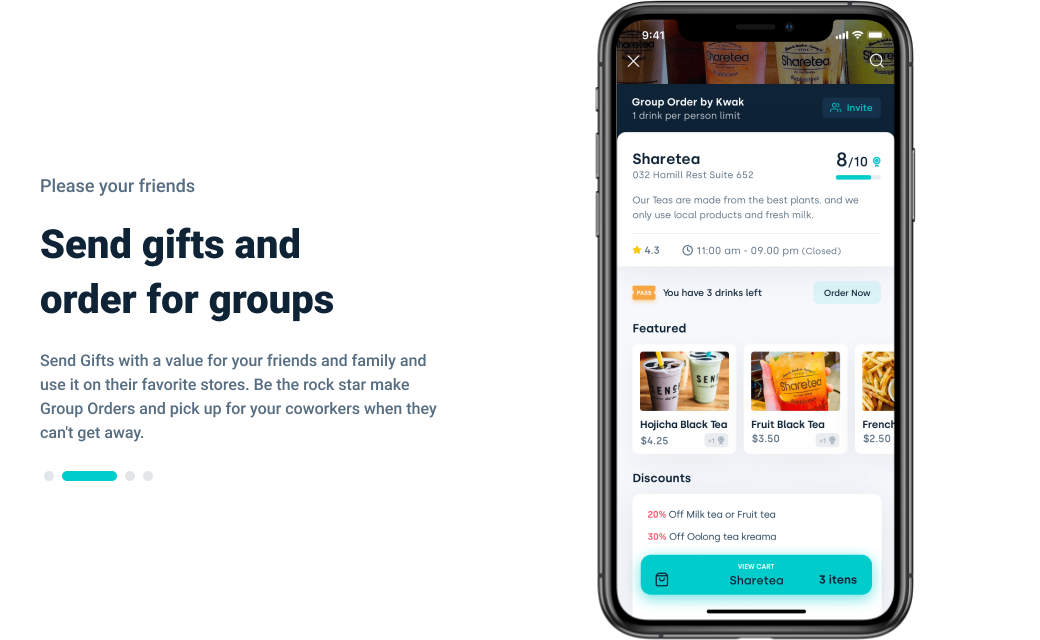 Please your friends
Send gifts and
order for groups
Send Gifts with a value for your friends and family and
use it on their favorite stores. Be the rock star make
Group Orders and pick up for your coworkers when they
can't get away.
9:41
Sharetea
Sharetea
Group Order by Kwak
Invite
1 drink per person limit
Sharetea
8/10
032 Hamill Rest Suite 652
Our Teas are made from the best plants. and we
only use local products and fresh milk.
4.3
11:00 am - 09.00 pm (Closed)
PASS
You have 3 drinks left
Order Now
Featured
SENS
SEN
Sharetea
Hojicha Black Tea
Fruit Black Tea
French
$4.25
+1
$3.50
+1
$2.50
Discounts
20% Off Milk tea or Fruit tea
30% Off Oolong tea kreama
VIEW CART
Sharetea
3 itens